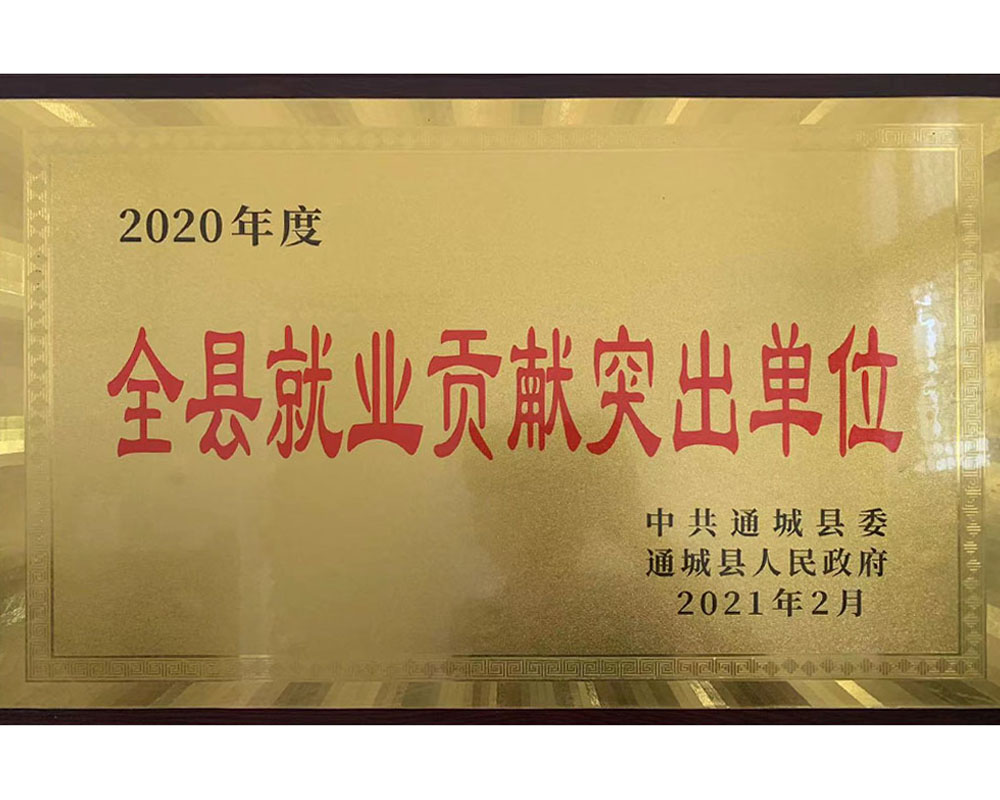 2020年度
全县就业贡献突出单位
中共通城县委
通城县人民政府
2021年2月